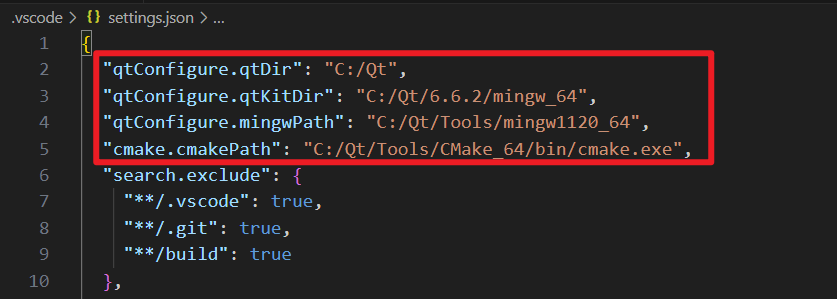 .vscode > {} settings.json > ...
1 {
2 "qtConfigure.qtDir": "C:/Qt",
3 "qtConfigure.qtKitDir": "C:/Qt/6.6.2/mingw_64",
4 "qtConfigure.mingwPath": "C:/Qt/Tools/mingw1120_64",
5 "cmake.cmakePath": "C:/Qt/Tools/CMake_64/bin/cmake.exe",
6 "search.exclude": {
7 "**/.vscode": true,
8 "**/.git": true,
9 "**/build": true
10 },